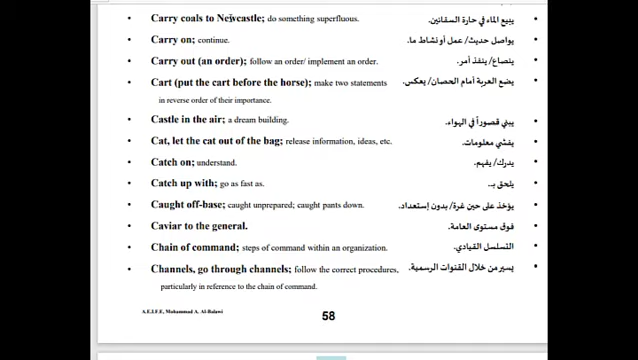 • Carry coals to Newcastle; do something superfluous. يبيع الماء في حارة السقائين. •
• Carry on; continue. يواصل حديث/ عمل أو نشاط ما. •
• Carry out (an order); follow an order/ implement an order. ينصاع/ ينفذ أمر. •
• Cart (put the cart before the horse); make two statements يضع العربة أمام الحصان/ يعكس. •
in reverse order of their importance.
• Castle in the air; a dream building. يبني قصوراً في الهواء. •
• Cat, let the cat out of the bag; release information, ideas, etc. يفشي معلومات. •
• Catch on; understand. يدرك/ يفهم. •
• Catch up with; go as fast as. يلحق بـ. •
• Caught off-base; caught unprepared; caught pants down. يؤخذ على حين غرة/ بدون إستعداد. •
• Caviar to the general. فوق مستوى العامة. •
• Chain of command; steps of command within an organization. التسلسل القيادي. •
• Channels, go through channels; follow the correct procedures, يسير من خلال القنوات الرسمية. •
particularly in reference to the chain of command.
A.E.I.F.E, Mohammad A. Al-Balawi
58